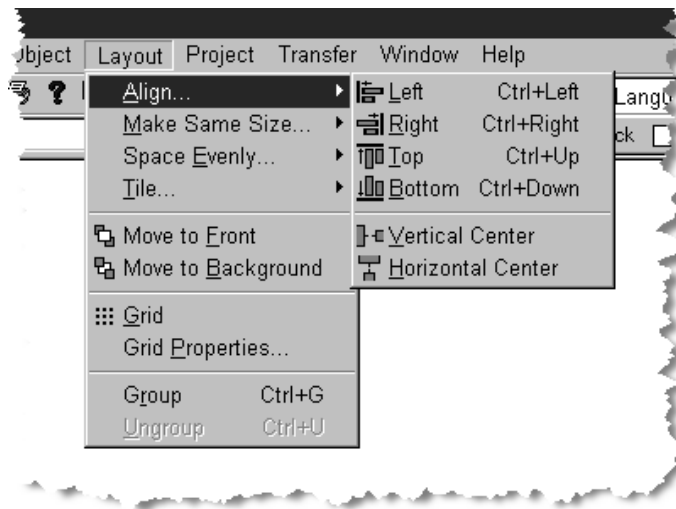 Layout Project Transfer Window Help
Align...
Make Same Size...
Space Evenly...
Tile...
Move to Front
Move to Background
Grid
Grid Properties...
Group Ctrl+G
Ungroup Ctrl+U
Left Ctrl+Left
Right Ctrl+Right
Top Ctrl+Up
Bottom Ctrl+Down
Vertical Center
Horizontal Center